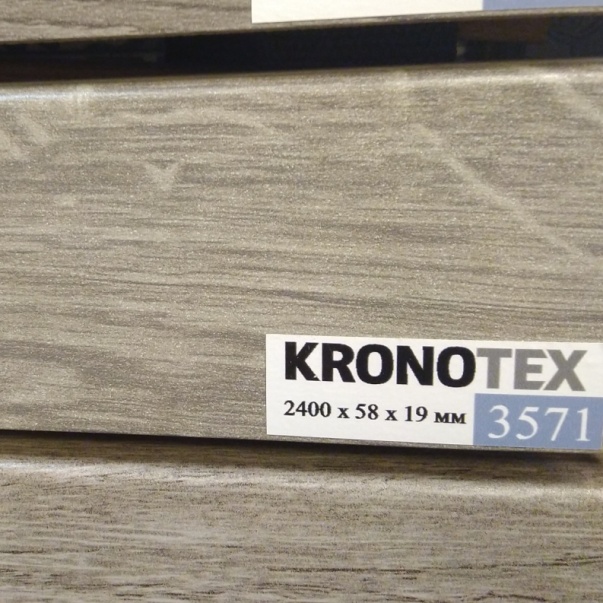 KRONOTEX
2400 x 58 x 19 мм
3571